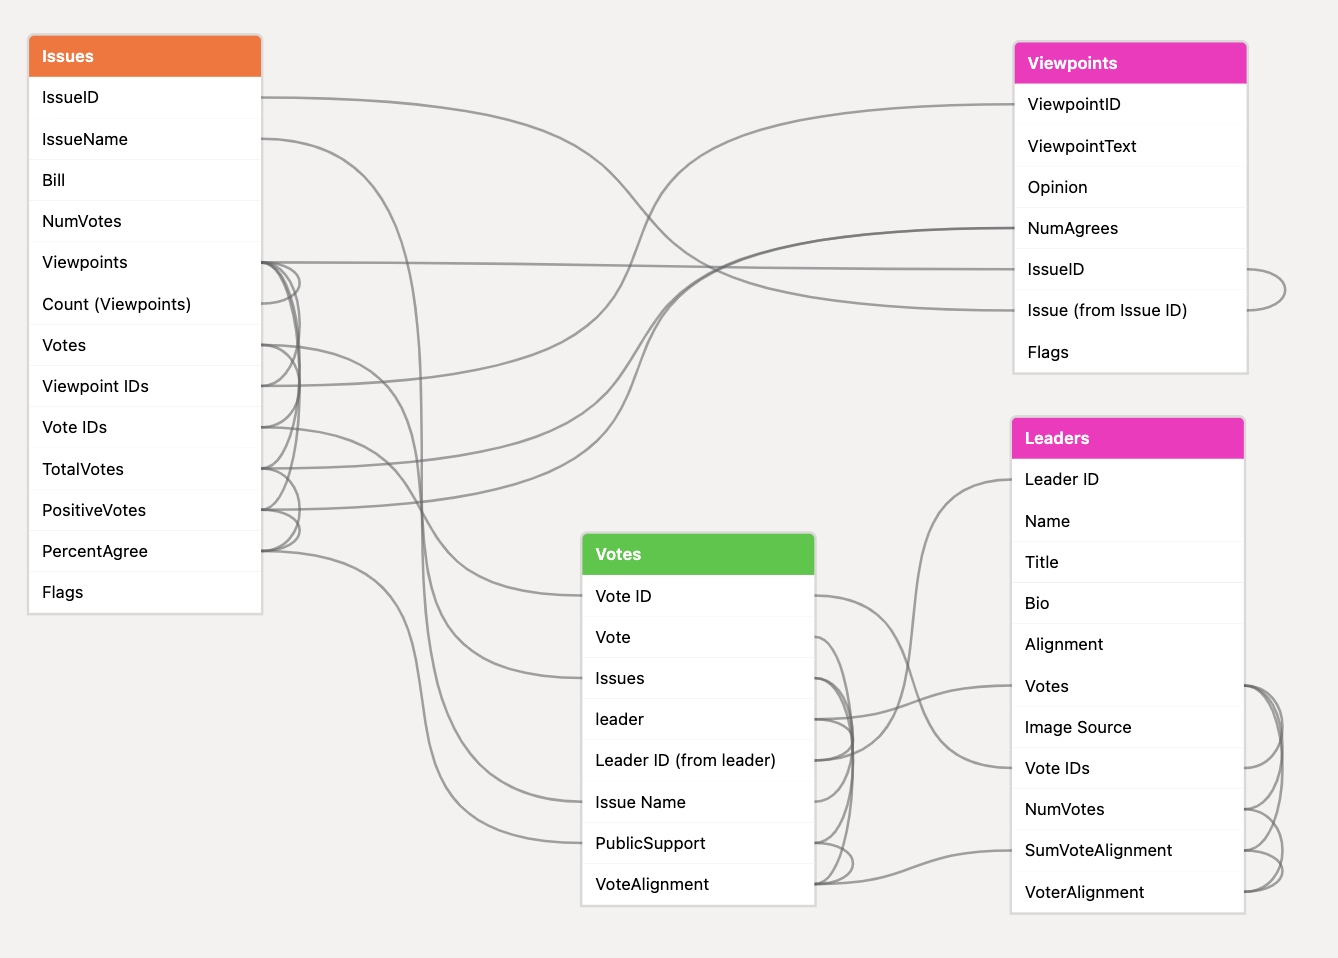 Issues
IssueID
IssueName
Bill
NumVotes
Viewpoints
Count (Viewpoints)
Votes
Viewpoint IDs
Vote IDs
TotalVotes
PositiveVotes
PercentAgree
Flags
Viewpoints
ViewpointID
ViewpointText
Opinion
NumAgrees
IssueID
Issue (from Issue ID)
Flags
Votes
Vote ID
Vote
Issues
leader
Leader ID (from leader)
Issue Name
PublicSupport
VoteAlignment
Leaders
Leader ID
Name
Title
Bio
Alignment
Votes
Image Source
Vote IDs
NumVotes
SumVoteAlignment
VoterAlignment